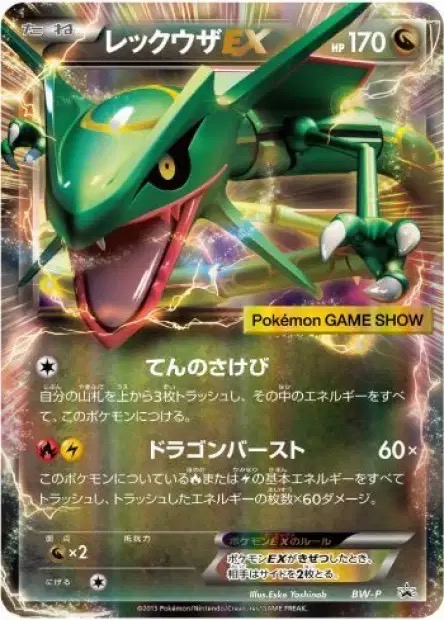 たね レックウザEX HP170
Pokémon GAME SHOW
てんのさけび
自分の山札を上から3枚トラッシュし、その中のエネルギーをすべ
て、このポケモンにつける。
ドラゴンバースト 60×
このポケモンについている または の基本エネルギーをすべて
トラッシュし、トラッシュしたエネルギーの枚数×60ダメージ。
弱点 抵抗力
×2
にげる
ポケモンEXのルール
ポケモンEXがきぜつしたとき、
相手はサイドを2枚とる。
Illus.Eske Yoshinob BW-P
©2013 Pokémon/Nintendo/Creatures/GAME FREAK.